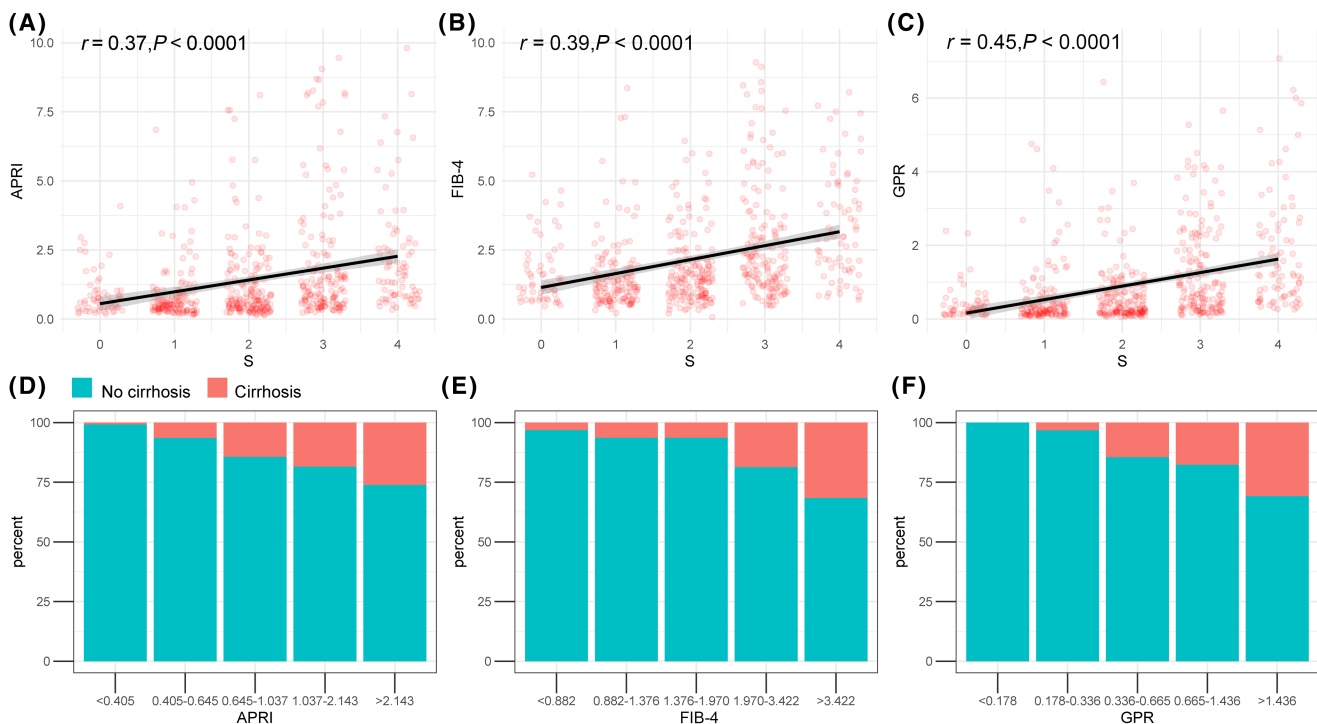 (A)
r = 0.37,P < 0.0001
10.0
7.5
5.0
2.5
0.0
APRI
0 1 2 3 4
S
(B)
r = 0.39,P < 0.0001
10.0
7.5
5.0
2.5
0.0
FIB-4
0 1 2 3 4
S
(C)
r = 0.45,P < 0.0001
6
4
2
0
GPR
0 1 2 3 4
S
(D)
No cirrhosis Cirrhosis
100
75
50
25
0
percent
<0.405 0.405-0.645 0.645-1.037 1.037-2.143 >2.143
APRI
(E)
100
75
50
25
0
percent
<0.882 0.882-1.376 1.376-1.970 1.970-3.422 >3.422
FIB-4
(F)
100
75
50
25
0
percent
<0.178 0.178-0.336 0.336-0.665 0.665-1.436 >1.436
GPR